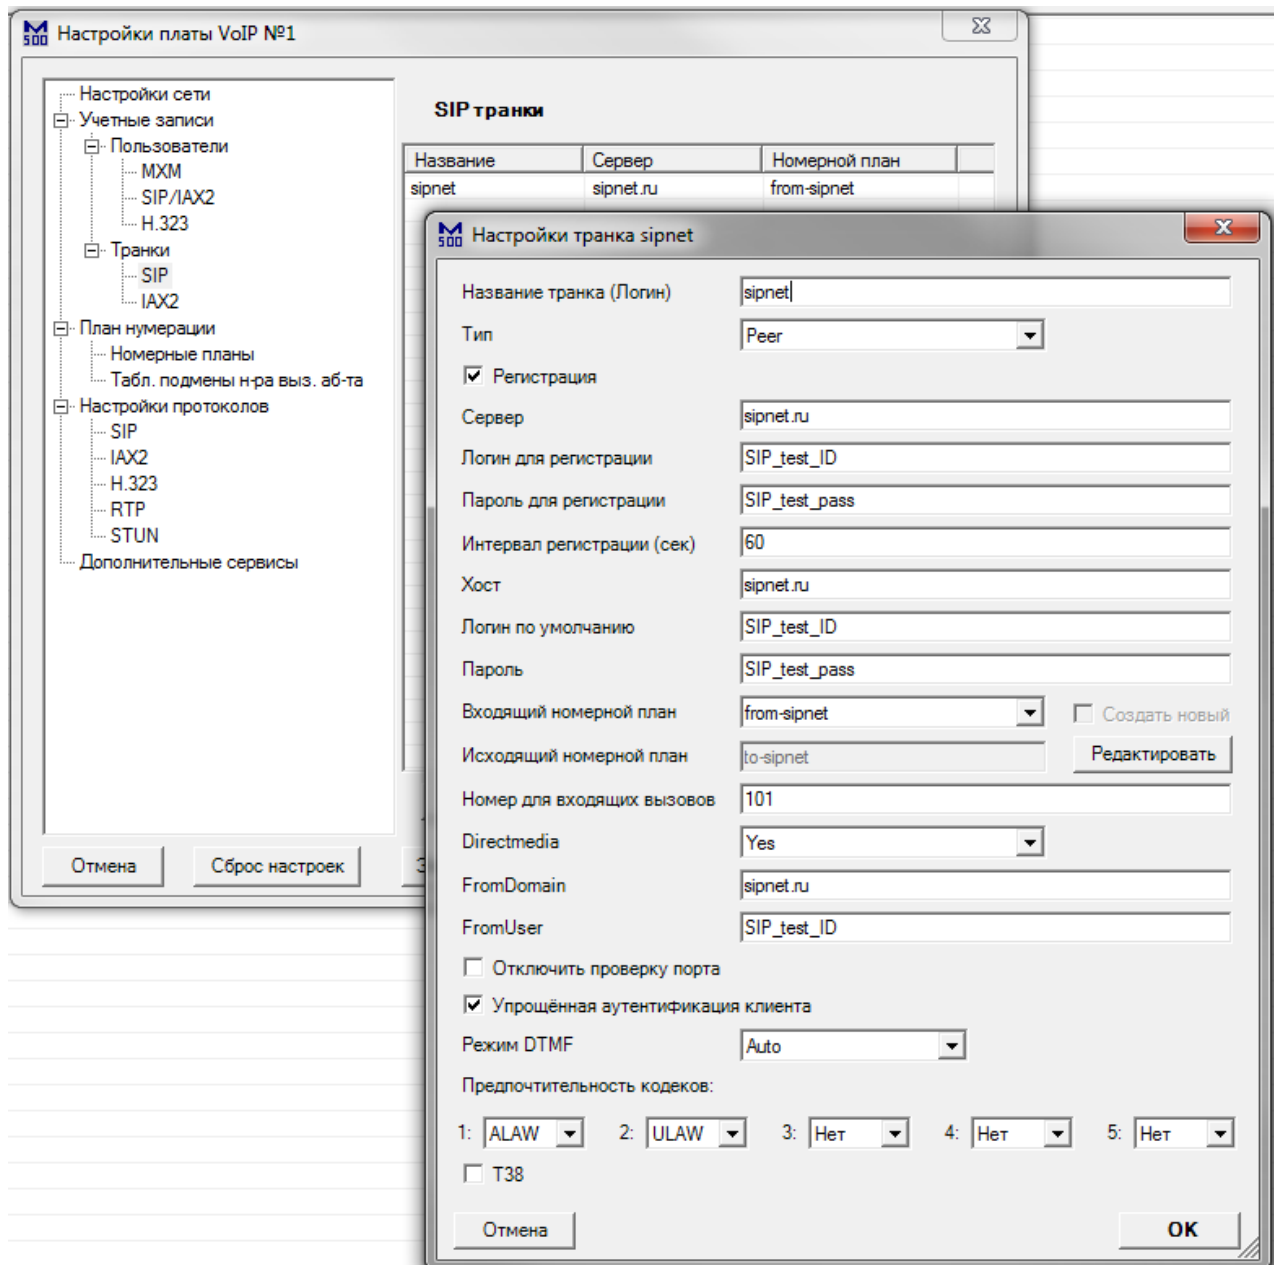 M 500 Настройки платы VoIP №1
Настройки сети
Учетные записи
Пользователи
MXM
SIP/IAX2
H.323
Транки
SIP
IAX2
План нумерации
Номерные планы
Табл. подмены н-ра выз. аб-та
Настройки протоколов
SIP
IAX2
H.323
RTP
STUN
Дополнительные сервисы
Отмена
Сброс настроек
SIP транки
Название Сервер Номерной план
sipnet sipnet.ru from-sipnet
M 500 Настройки транка sipnet
Название транка (Логин) sipnet
Тип Peer
Регистрация
Сервер sipnet.ru
Логин для регистрации SIP_test_ID
Пароль для регистрации SIP_test_pass
Интервал регистрации (сек) 60
Хост sipnet.ru
Логин по умолчанию SIP_test_ID
Пароль SIP_test_pass
Входящий номерной план from-sipnet Создать новый
Исходящий номерной план to-sipnet Редактировать
Номер для входящих вызовов 101
Directmedia Yes
FromDomain sipnet.ru
FromUser SIP_test_ID
Отключить проверку порта
Упрощённая аутентификация клиента
Режим DTMF Auto
Предпочтительность кодеков:
1: ALAW 2: ULAW 3: Нет 4: Нет 5: Нет
T38
Отмена OK